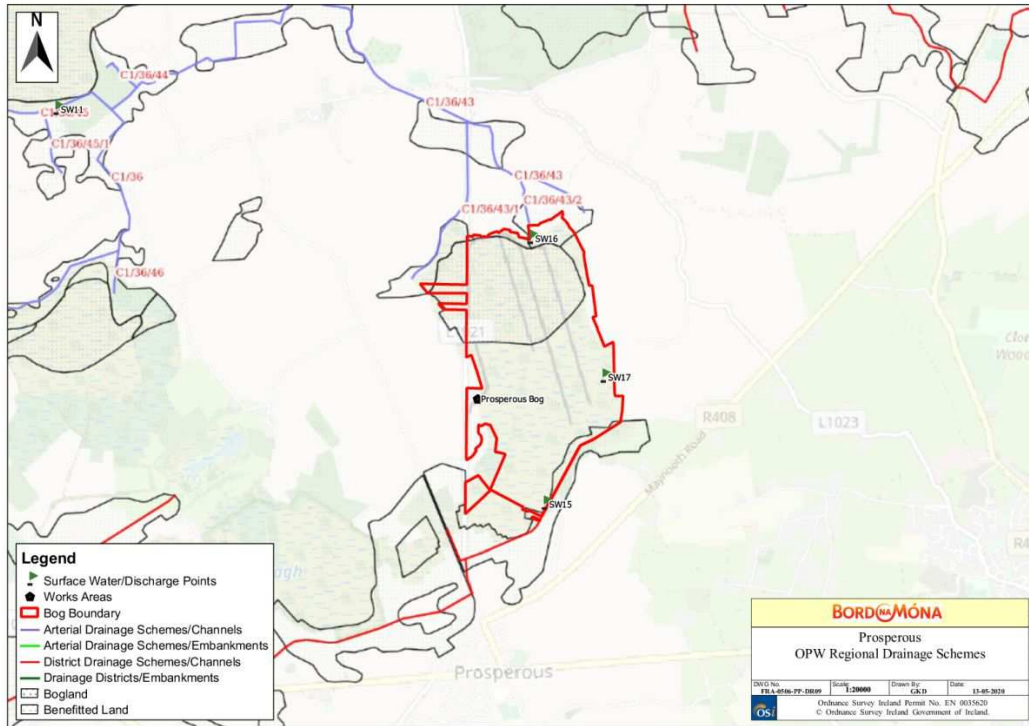 N
C1/36/44
SW11
C1/36/45/1
C1/36
C1/36/46
C1/36/43
C1/36/43
C1/36/43/1
C1/36/43/2
SW16
SW17
Prosperous Bog
R408
L1023
Maynooth Road
SW15
Prosperous
Legend
Surface Water/Discharge Points
Works Areas
Bog Boundary
Arterial Drainage Schemes/Channels
Arterial Drainage Schemes/Embankments
District Drainage Schemes/Channels
Drainage Districts/Embankments
Bogland
Benefitted Land
BORD NA MÓNA
Prosperous
OPW Regional Drainage Schemes
DWG No. Scale: Drawn By: Date:
FRA-0506-PP-DR09 1:20000 GKD 13-05-2020
OSi
Ordnance Survey Ireland Permit No. EN 0035620
© Ordnance Survey Ireland Government of Ireland.